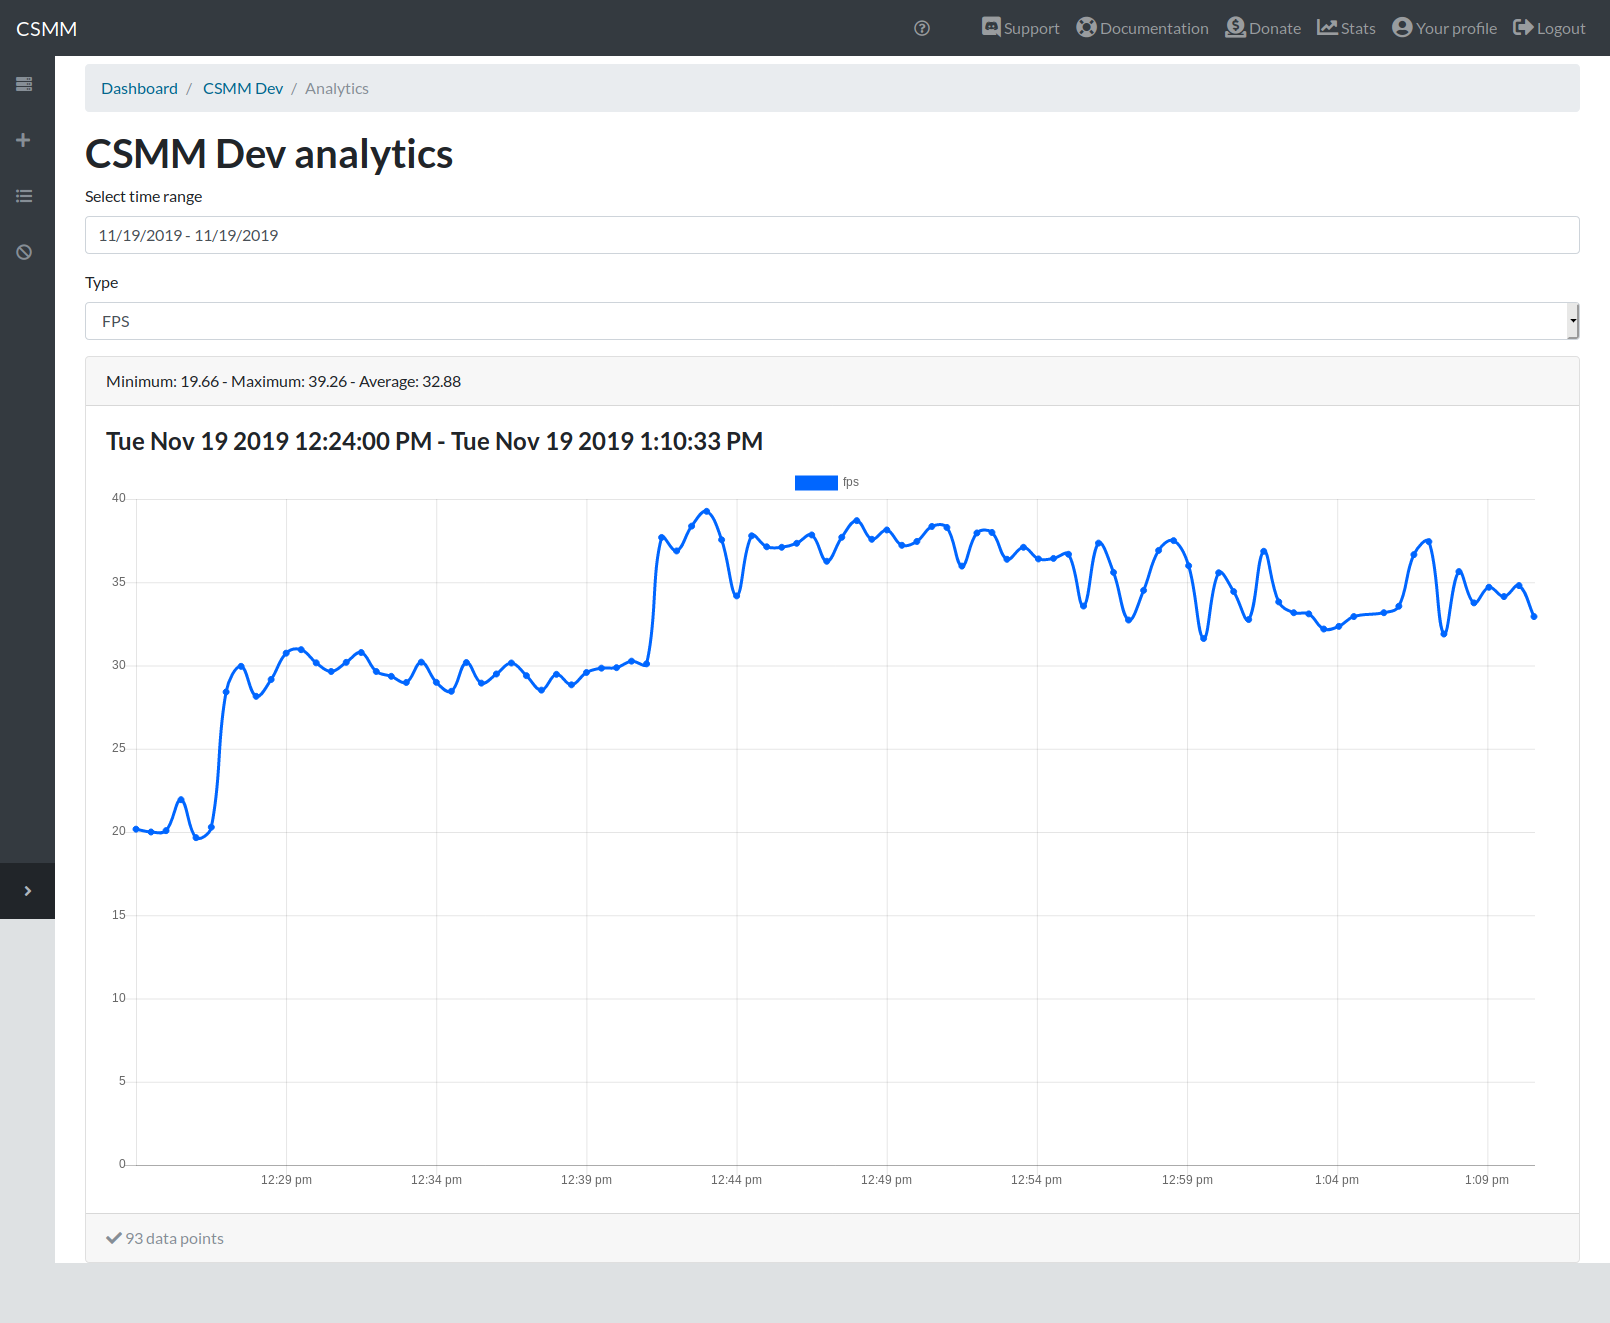 CSMM
Support Documentation Donate Stats Your profile Logout
Dashboard / CSMM Dev / Analytics
CSMM Dev analytics
Select time range
11/19/2019 - 11/19/2019
Type
FPS
Minimum: 19.66 - Maximum: 39.26 - Average: 32.88
Tue Nov 19 2019 12:24:00 PM - Tue Nov 19 2019 1:10:33 PM
fps
40
35
30
25
20
15
10
5
0
12:29 pm 12:34 pm 12:39 pm 12:44 pm 12:49 pm 12:54 pm 12:59 pm 1:04 pm 1:09 pm
93 data points